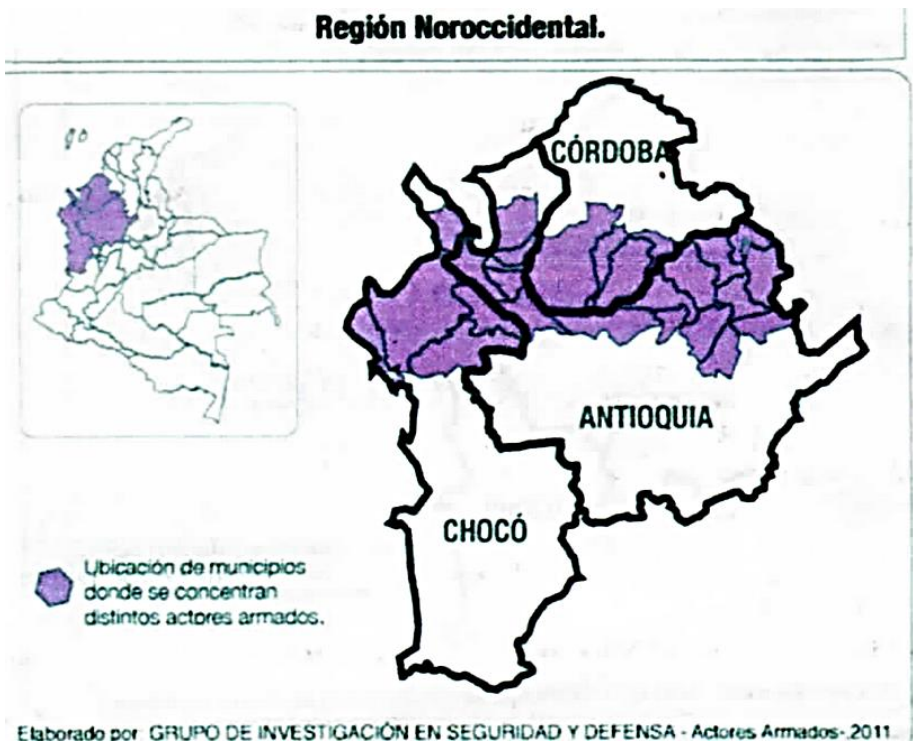 Región Noroccidental.
CÓRDOBA
ANTIOQUIA
CHOCÓ
Ubicación de municipios
donde se concentran
distintos actores armados.
Elaborado por: GRUPO DE INVESTIGACIÓN EN SEGURIDAD Y DEFENSA - Actores Armados-,2011.